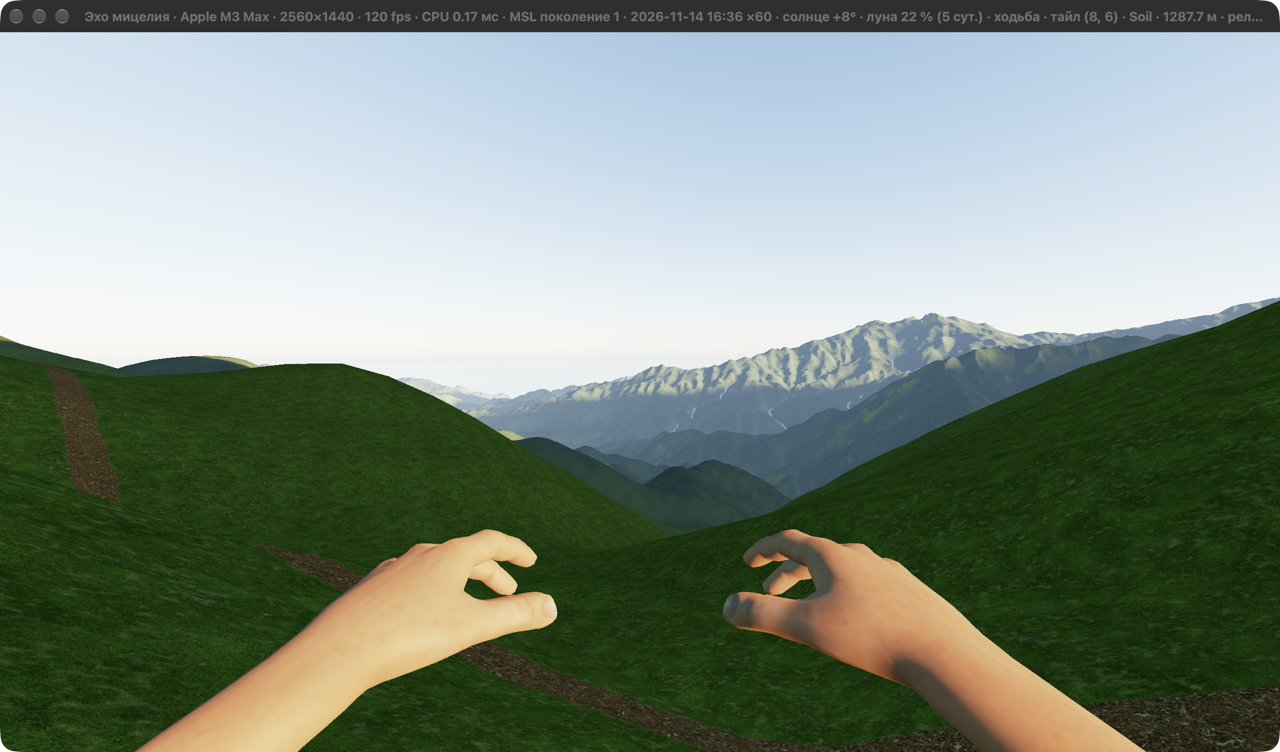 Эхо мицелия · Apple M3 Max · 2560×1440 · 120 fps · CPU 0.17 мс · MSL поколение 1 · 2026-11-14 16:36 ×60 · солнце +8° · луна 22 % (5 сут.) · ходьба · тайл (8, 6) · Soil · 1287.7 м · рел...